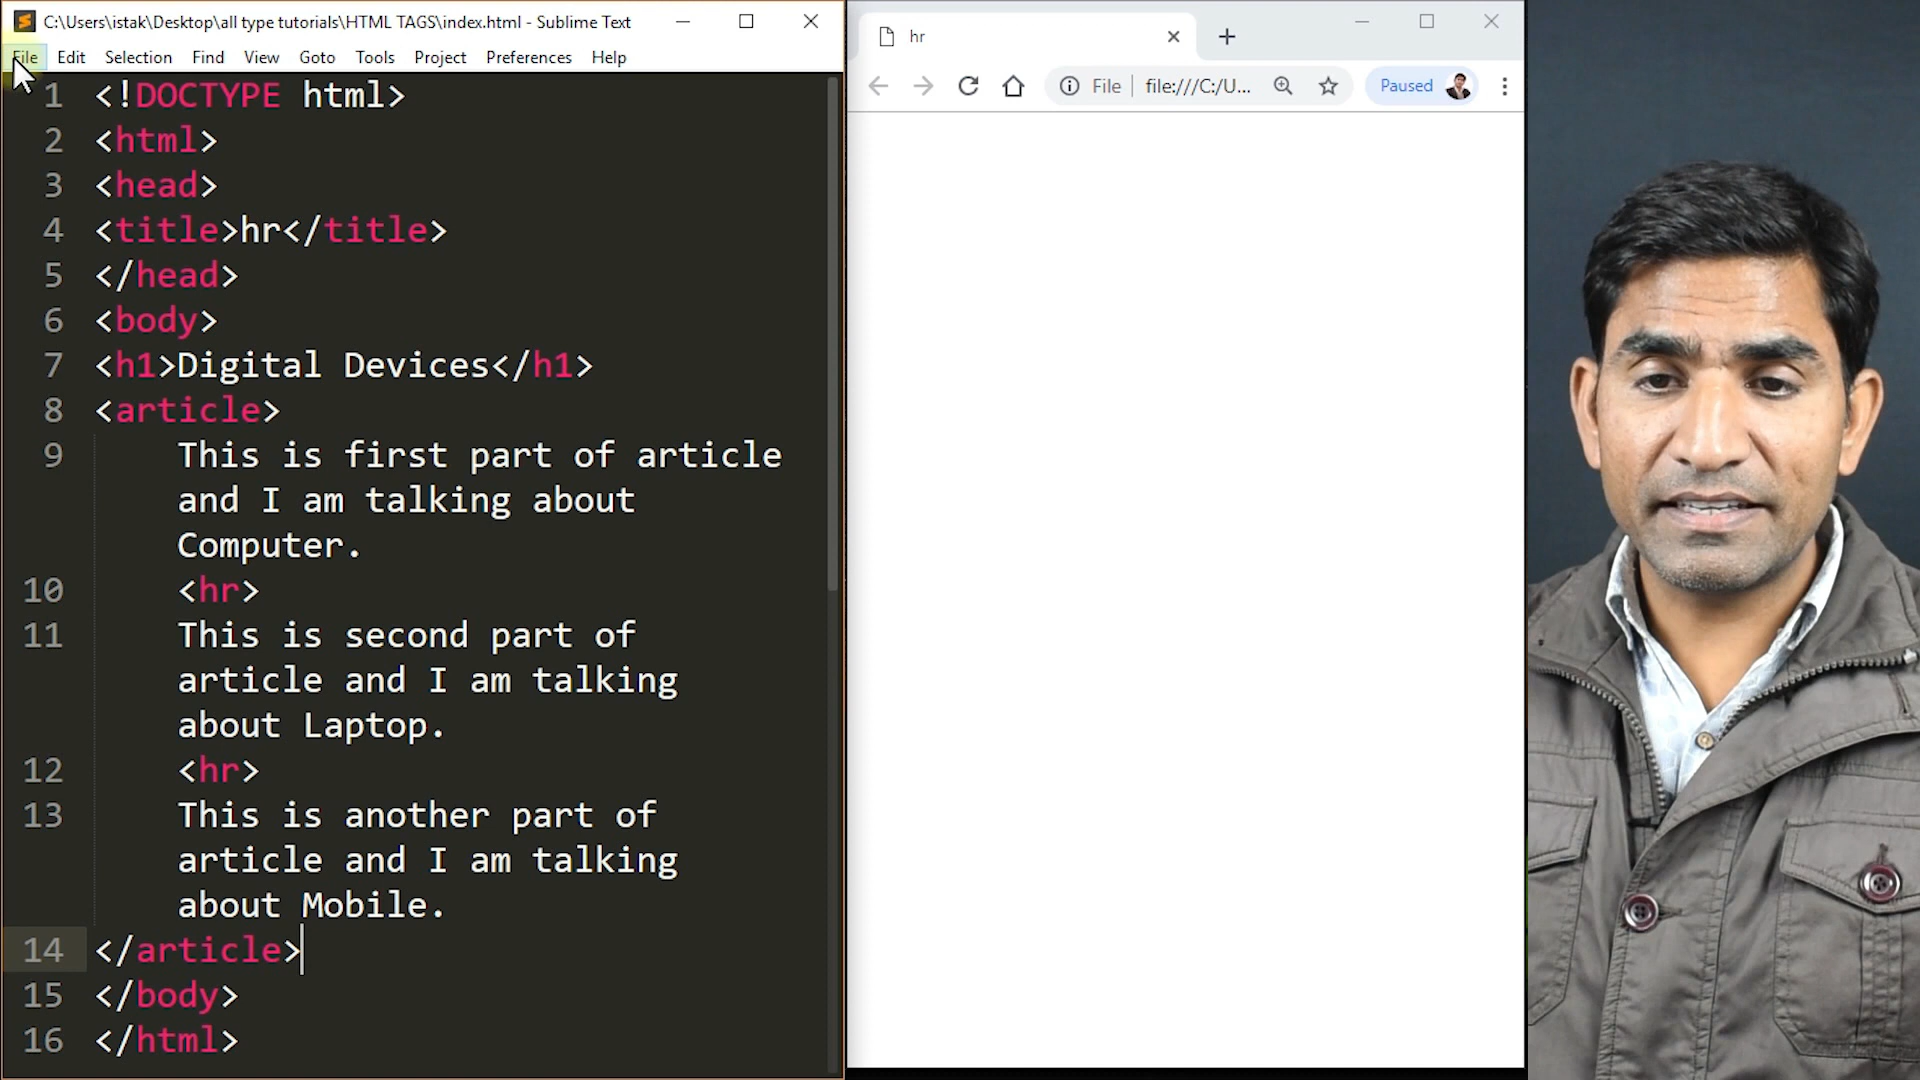 C:\Users\istak\Desktop\all type tutorials\HTML TAGS\index.html - Sublime Text
File Edit Selection Find View Goto Tools Project Preferences Help
1 <!DOCTYPE html>
2 <html>
3 <head>
4 <title>hr</title>
5 </head>
6 <body>
7 <h1>Digital Devices</h1>
8 <article>
9 This is first part of article
and I am talking about
Computer.
10 <hr>
11 This is second part of
article and I am talking
about Laptop.
12 <hr>
13 This is another part of
article and I am talking
about Mobile.
14 </article>
15 </body>
16 </html>
hr
File file:///C:/U... Paused